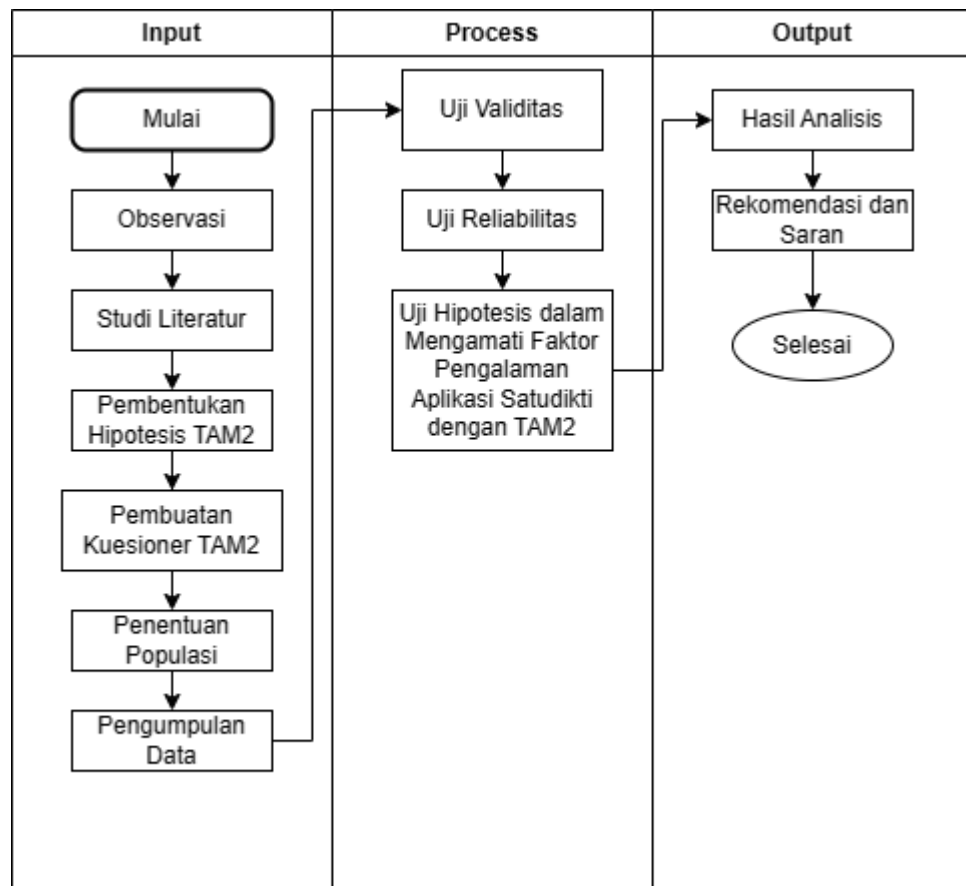 Input
Process
Output
Mulai
Observasi
Studi Literatur
Pembentukan
Hipotesis TAM2
Pembuatan
Kuesioner TAM2
Penentuan
Populasi
Pengumpulan
Data
Uji Validitas
Uji Reliabilitas
Uji Hipotesis dalam
Mengamati Faktor
Pengalaman
Aplikasi Satudikti
dengan TAM2
Hasil Analisis
Rekomendasi dan
Saran
Selesai